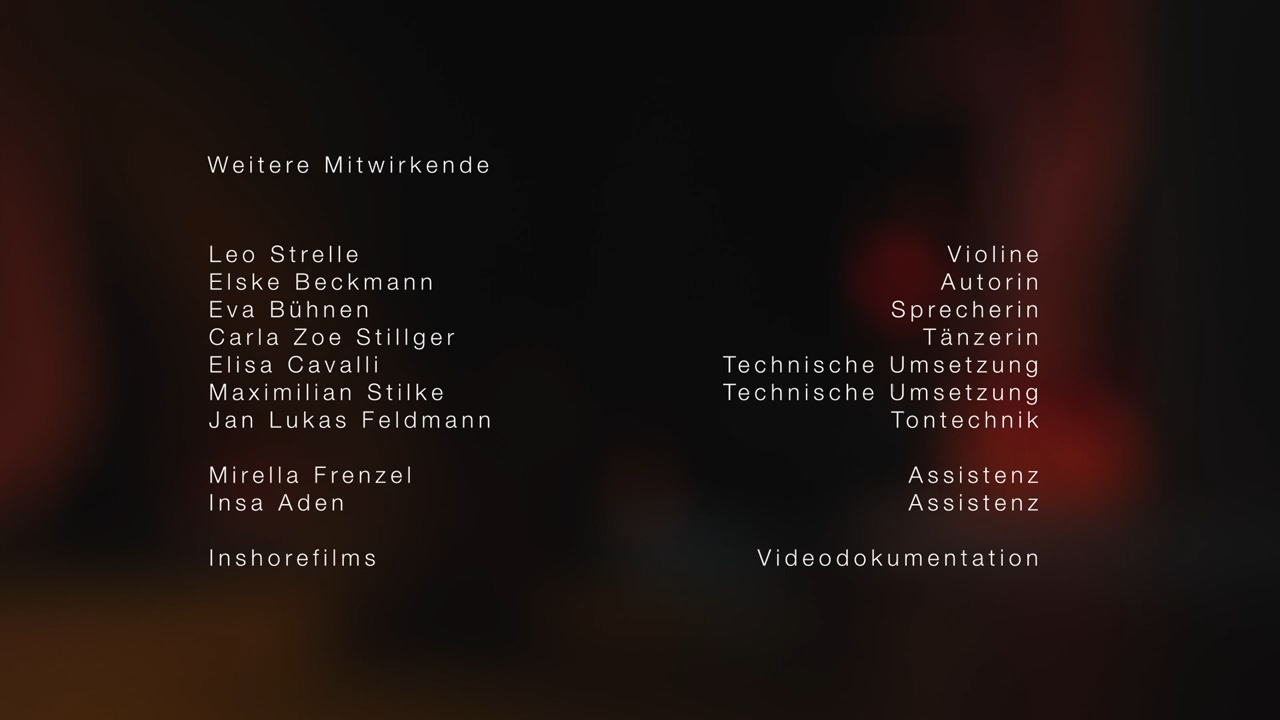 Weitere Mitwirkende
Leo Strelle Violine
Elske Beckmann Autorin
Eva Bühnen Sprecherin
Carla Zoe Stillger Tänzerin
Elisa Cavalli Technische Umsetzung
Maximilian Stilke Technische Umsetzung
Jan Lukas Feldmann Tontechnik
Mirella Frenzel Assistenz
Insa Aden Assistenz
Inshorefilms Videodokumentation